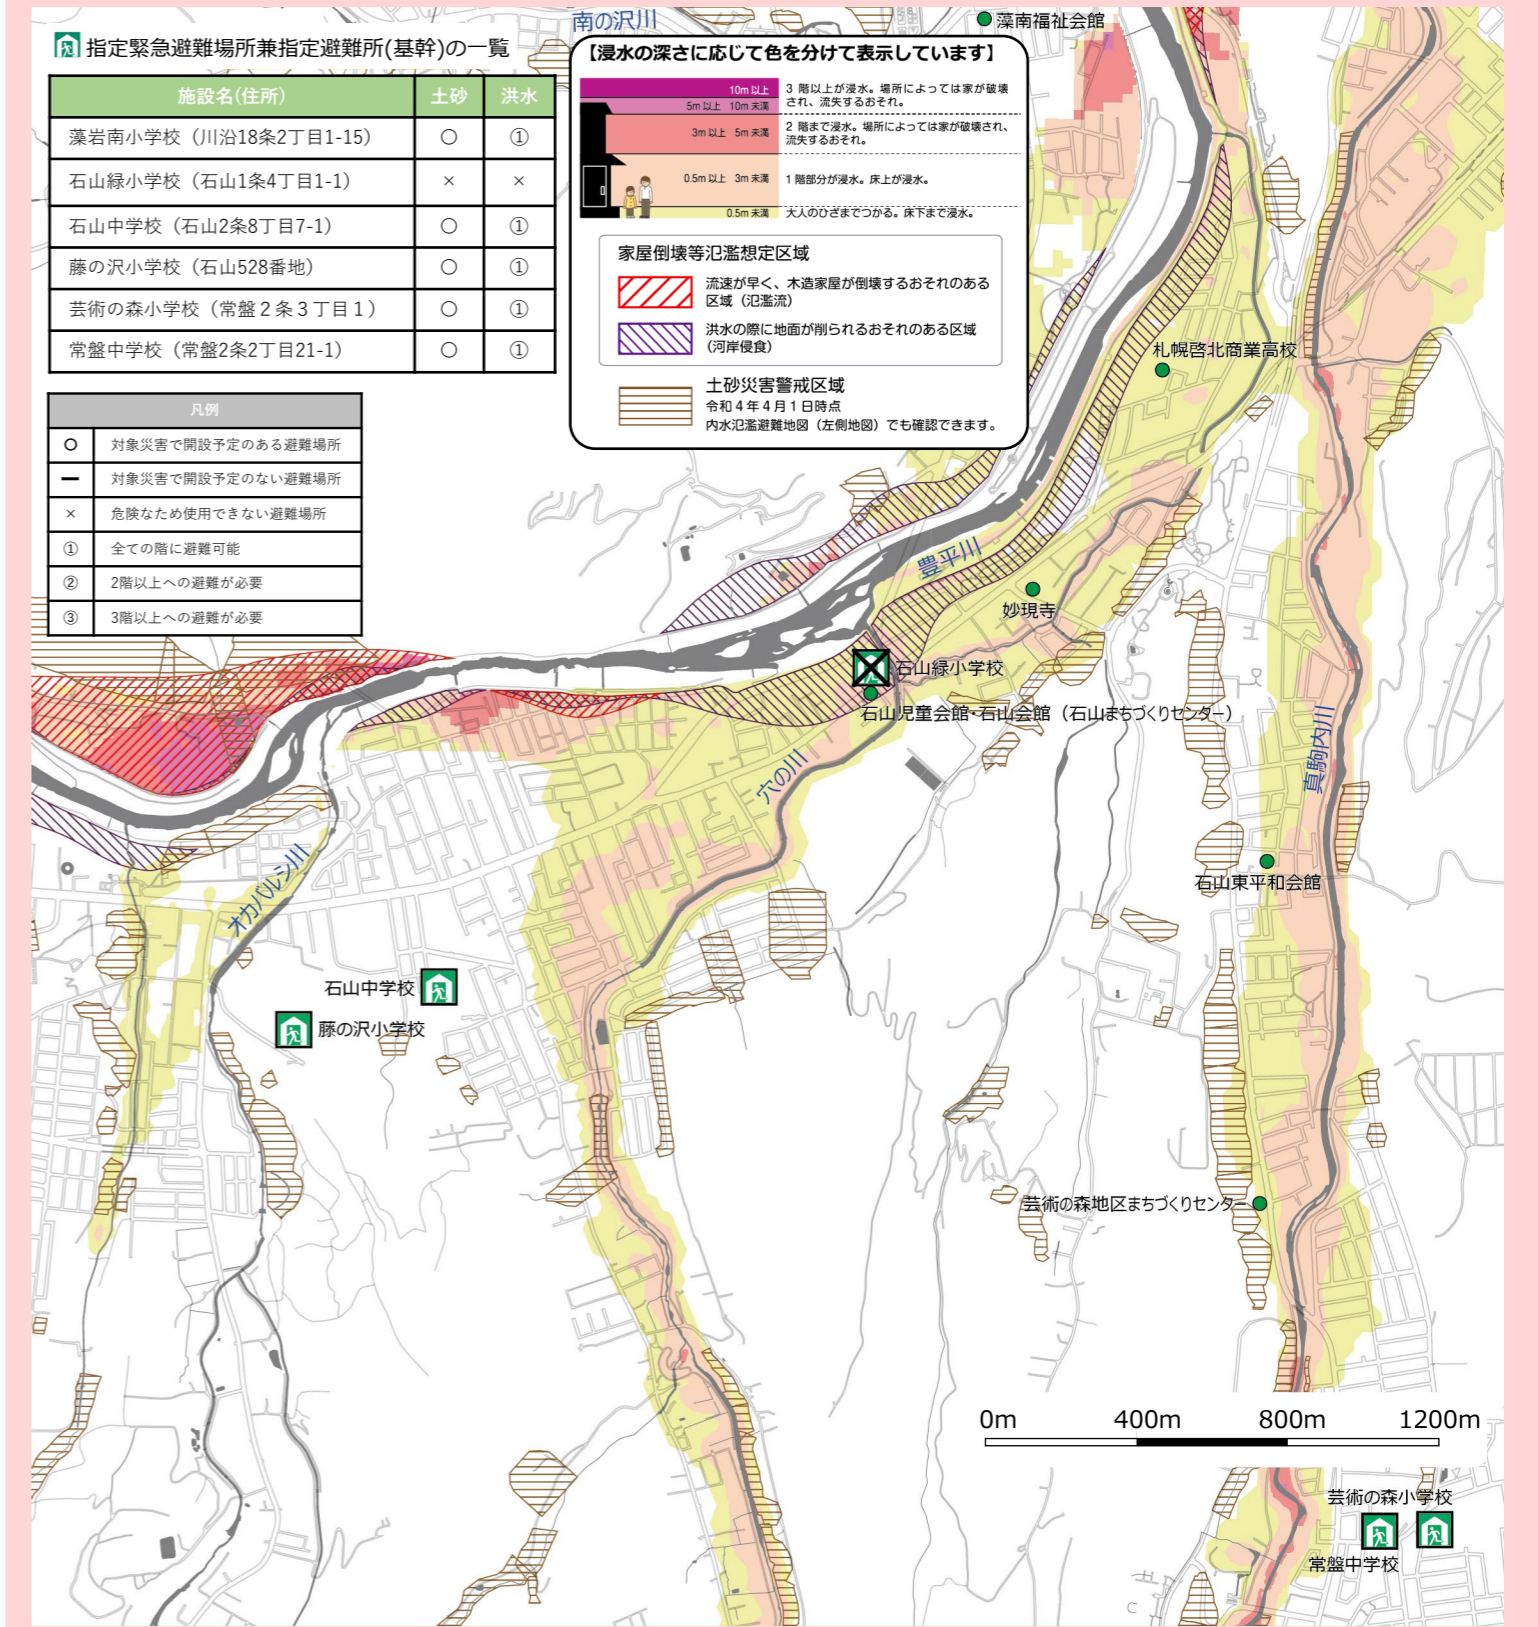 南の沢川
藻南福祉会館
指定緊急避難場所兼指定避難所(基幹)の一覧
施設名(住所) 土砂 洪水
藻岩南小学校（川沿18条2丁目1-15） ○ ①
石山緑小学校（石山1条4丁目1-1） × ×
石山中学校（石山2条8丁目7-1） ○ ①
藤の沢小学校（石山528番地） ○ ①
芸術の森小学校（常盤２条３丁目１） ○ ①
常盤中学校（常盤2条2丁目21-1） ○ ①
凡例
○ 対象災害で開設予定のある避難場所
ー 対象災害で開設予定のない避難場所
× 危険なため使用できない避難場所
① 全ての階に避難可能
② 2階以上への避難が必要
③ 3階以上への避難が必要
【浸水の深さに応じて色を分けて表示しています】
10m 以上 3 階以上が浸水。場所によっては家が破壊
5m 以上 10m 未満 され、流失するおそれ。
3m 以上 5m 未満 2 階まで浸水。場所によっては家が破壊され、
流失するおそれ。
0.5m 以上 3m 未満 1 階部分が浸水。床上が浸水。
0.5m 未満 大人のひざまでつかる。床下まで浸水。
家屋倒壊等氾濫想定区域
流速が早く、木造家屋が倒壊するおそれのある
区域（氾濫流）
洪水の際に地面が削られるおそれのある区域
（河岸侵食）
土砂災害警戒区域
令和４年４月１日時点
内水氾濫避難地図（左側地図）でも確認できます。
札幌啓北商業高校
豊平川
妙現寺
石山緑小学校
石山児童会館・石山会館（石山まちづくりセンター）
穴の川
真駒内川
オカバルシ川
石山東平和会館
石山中学校
藤の沢小学校
芸術の森地区まちづくりセンター
0m 400m 800m 1200m
芸術の森小学校
常盤中学校